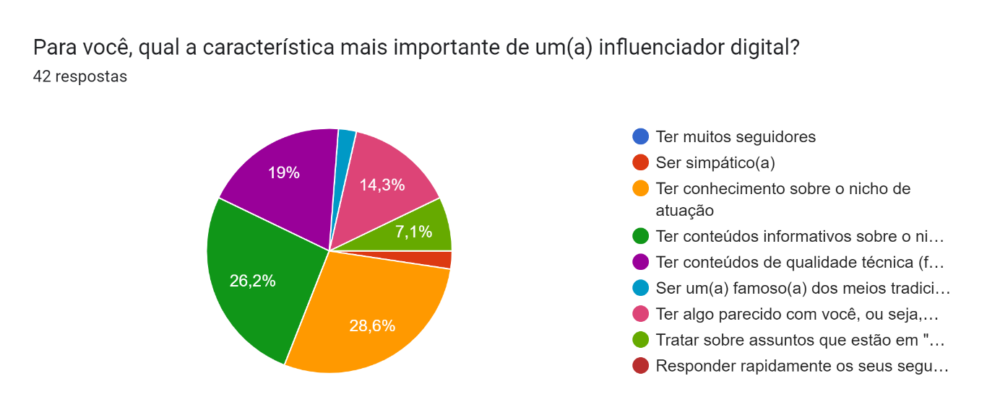 Para você, qual a característica mais importante de um(a) influenciador digital?
42 respostas
19%
14,3%
7,1%
26,2%
28,6%
Ter muitos seguidores
Ser simpático(a)
Ter conhecimento sobre o nicho de
atuação
Ter conteúdos informativos sobre o ni…
Ter conteúdos de qualidade técnica (f…
Ser um(a) famoso(a) dos meios tradici…
Ter algo parecido com você, ou seja,…
Tratar sobre assuntos que estão em "…
Responder rapidamente os seus segu…